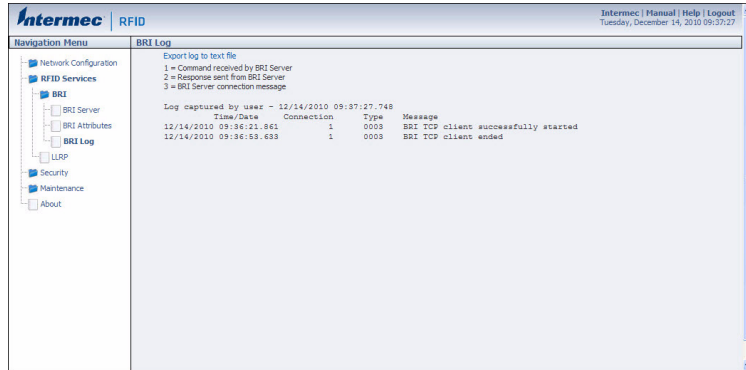 Intermec | RFID
Intermec | Manual | Help | Logout
Tuesday, December 14, 2010 09:37:27
Navigation Menu
Network Configuration
RFID Services
BRI
BRI Server
BRI Attributes
BRI Log
LLRP
Security
Maintenance
About
BRI Log
Export log to text file
1 = Command received by BRI Server
2 = Response sent from BRI Server
3 = BRI Server connection message
Log captured by user - 12/14/2010 09:37:27.748
Time/Date Connection Type Message
12/14/2010 09:36:21.861 1 0003 BRI TCP client successfully started
12/14/2010 09:36:53.633 1 0003 BRI TCP client ended